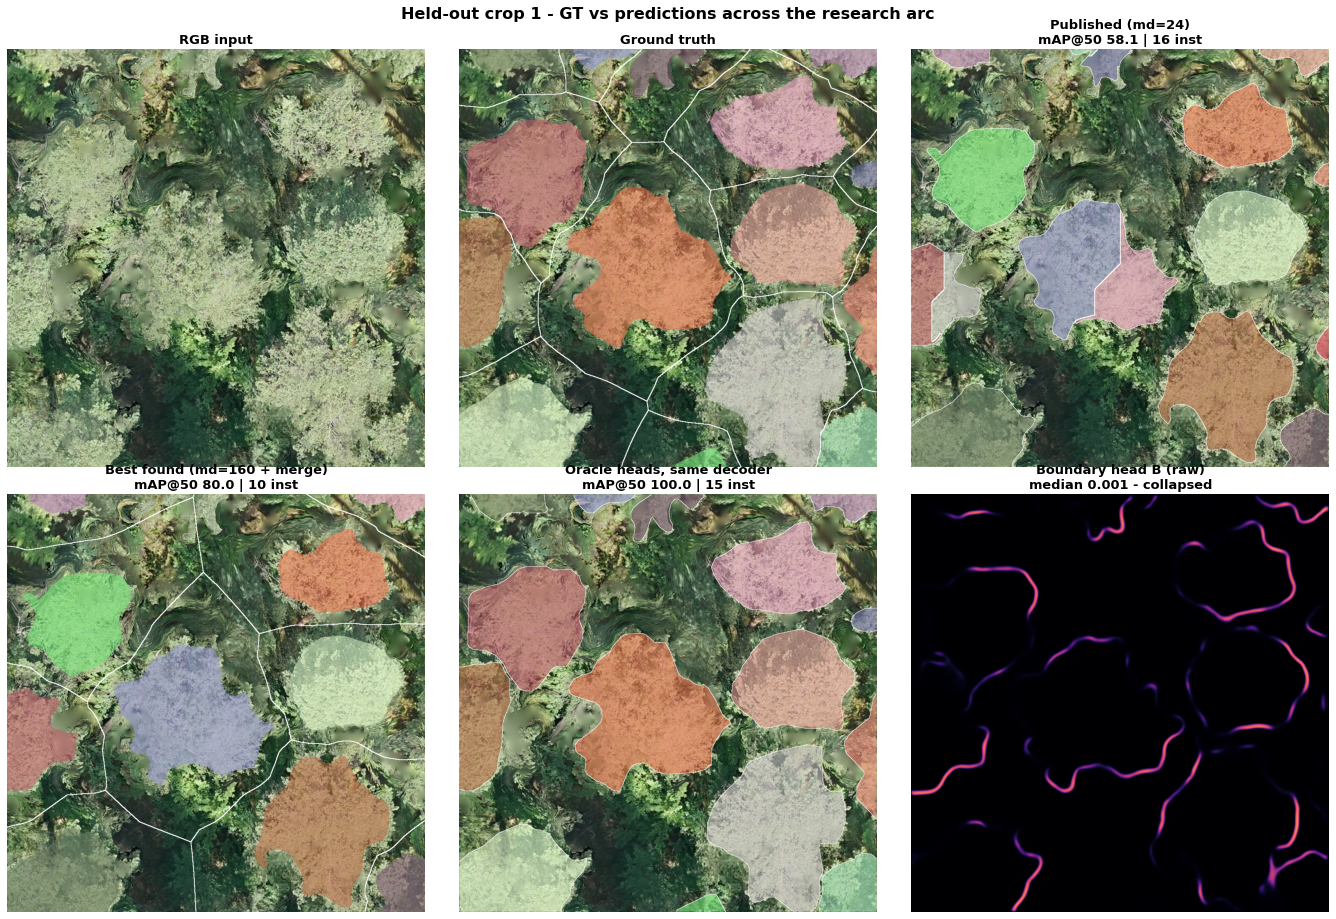 Held-out crop 1 - GT vs predictions across the research arc
RGB input
Ground truth
Published (md=24)
mAP@50 58.1 | 16 inst
Best found (md=160 + merge)
mAP@50 80.0 | 10 inst
Oracle heads, same decoder
mAP@50 100.0 | 15 inst
Boundary head B (raw)
median 0.001 - collapsed